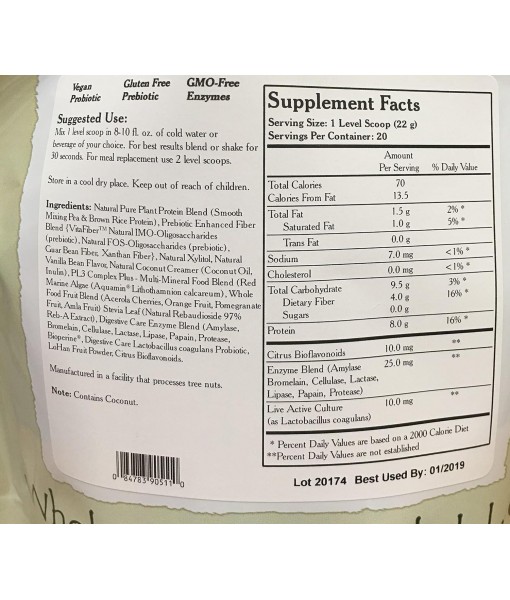 Vegan Gluten Free GMO-Free
Probiotic Prebiotic Enzymes
Suggested Use:
Mix 1 level scoop in 8-10 fl. oz. of cold water or
beverage of your choice. For best results blend or shake for
30 seconds. For meal replacement use 2 level scoops.
Store in a cool dry place. Keep out of reach of children.
Ingredients: Natural Pure Plant Protein Blend (Smooth
Mixing Pea & Brown Rice Protein), Prebiotic Enhanced Fiber
Blend (VitaFiber™ Natural IMO-Oligosaccharides
(prebiotic), Natural FOS-Oligosaccharides (prebiotic),
Guar Bean Fiber, Xanthan Fiber), Natural Xylitol, Natural
Vanilla Bean Flavor, Natural Coconut Creamer (Coconut Oil,
Inulin), PL3 Complex Plus - Multi-Mineral Food Blend (Red
Marine Algee (Aquamin® Lithothamnion calcareum), Whole
Food Fruit Blend (Acerola Cherries, Orange Fruit, Pomegranate
Fruit, Amla Fruit) Stevia Leaf (Natural Rebaudioside 97%
Reb-A Extract), Digestive Care Enzyme Blend (Amylase,
Bromelain, Cellulase, Lactase, Lipase, Papain, Protease,
Bioperine®, Digestive Care Lactobacillus coagulans Probiotic,
LuHan Fruit Powder, Citrus Bioflavonoids.
Manufactured in a facility that processes tree nuts.
Note: Contains Coconut.
0 84783 90511 0
Supplement Facts
Serving Size: 1 Level Scoop (22 g)
Servings Per Container: 20
Amount
Per Serving % Daily Value
Total Calories 70
Calories From Fat 13.5
Total Fat 1.5 g 2% *
Saturated Fat 1.0 g 5% *
Trans Fat 0.0 g
Sodium 7.0 mg <1% *
Cholesterol 0.0 mg <1% *
Total Carbohydrate 9.5 g 3% *
Dietary Fiber 4.0 g 16% *
Sugars 0.0 g
Protein 8.0 g 16% *
Citrus Bioflavonoids 10.0 mg **
Enzyme Blend (Amylase 25.0 mg **
Bromelain, Cellulase, Lactase,
Lipase, Papain, Protease)
Live Active Culture 10.0 mg **
(as Lactobacillus coagulans)
* Percent Daily Values are based on a 2000 Calorie Diet
**Percent Daily Values are not established
Lot 20174 Best Used By: 01/2019